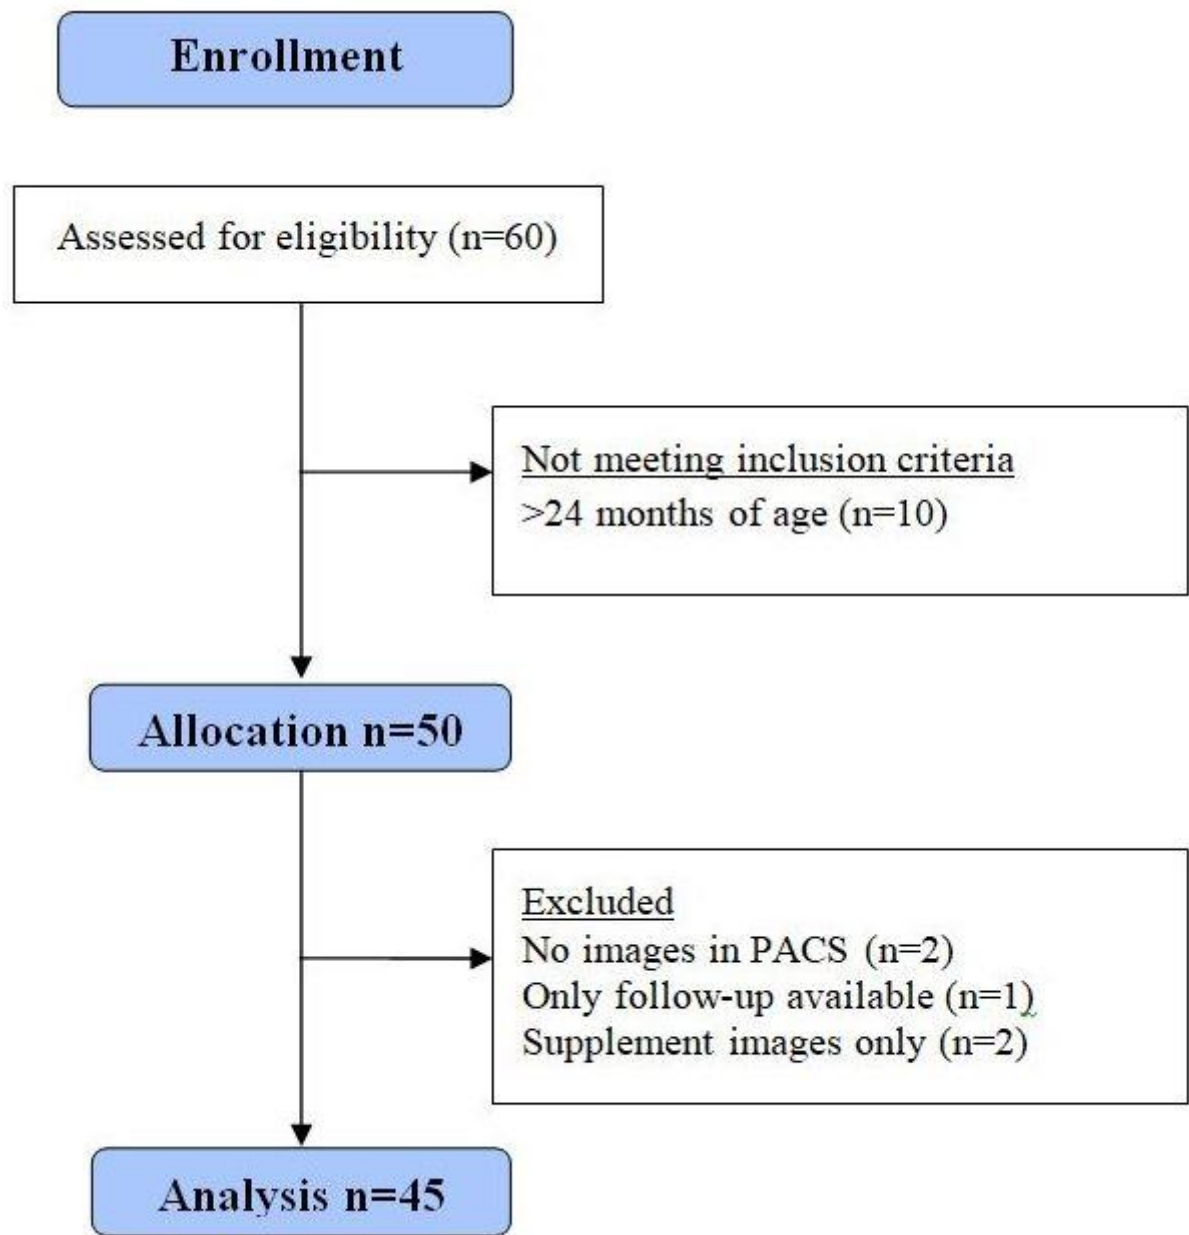 Enrollment
Assessed for eligibility (n=60)
Not meeting inclusion criteria
>24 months of age (n=10)
Allocation n=50
Excluded
No images in PACS (n=2)
Only follow-up available (n=1)
Supplement images only (n=2)
Analysis n=45